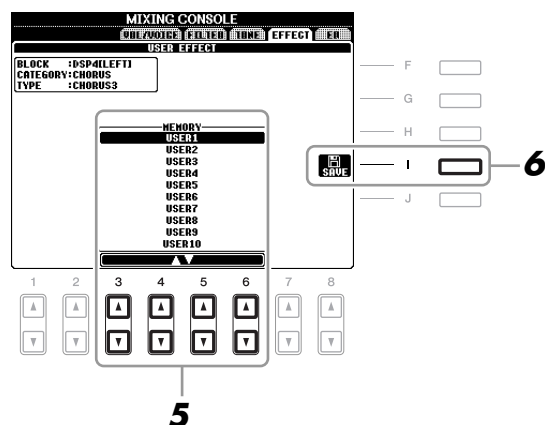 MIXING CONSOLE
VOL/VOICE FILTER TUNE EFFECT EQ
USER EFFECT
BLOCK :DSP4[LEFT]
CATEGORY:CHORUS
TYPE :CHORUS3
MEMORY
USER1
USER2
USER3
USER4
USER5
USER6
USER7
USER8
USER9
USER10
F
G
H
SAVE
I
6
J
1 2 3 4 5 6 7 8
5